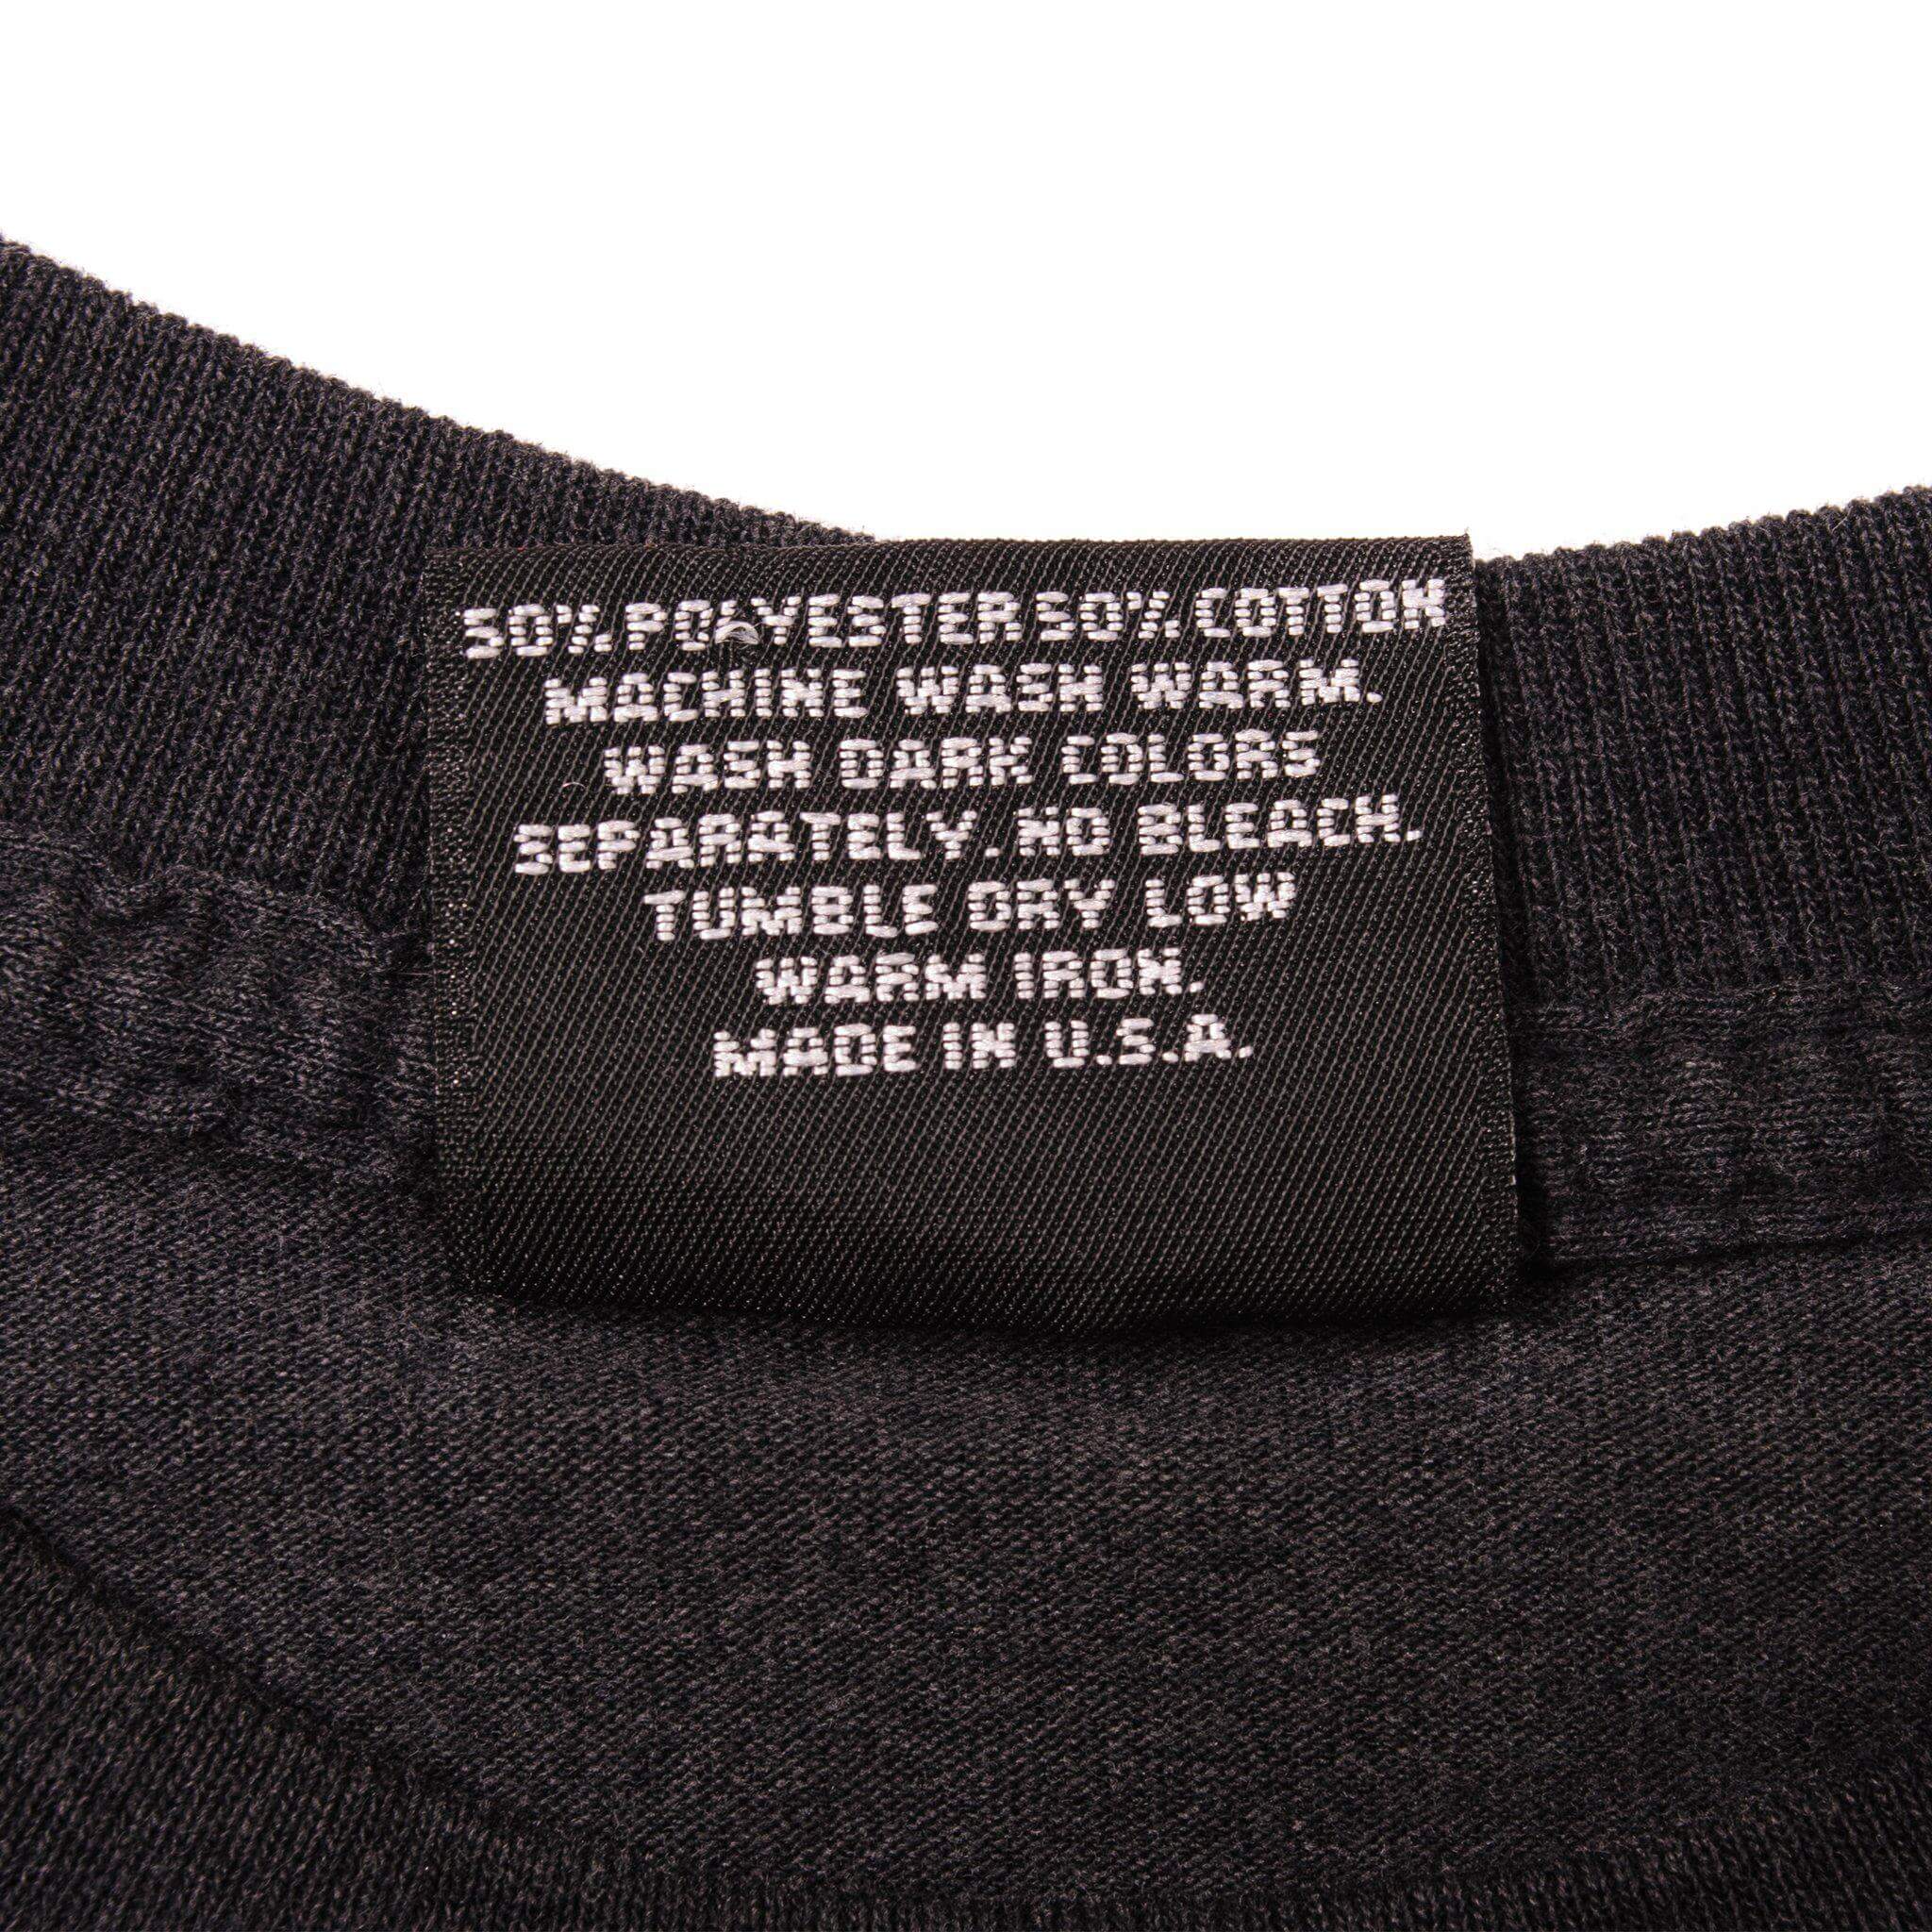 50% POLYESTER 50% COTTON
MACHINE WASH WARM.
WASH DARK COLORS
SEPARATELY. NO BLEACH.
TUMBLE DRY LOW
WARM IRON.
MADE IN U.S.A.